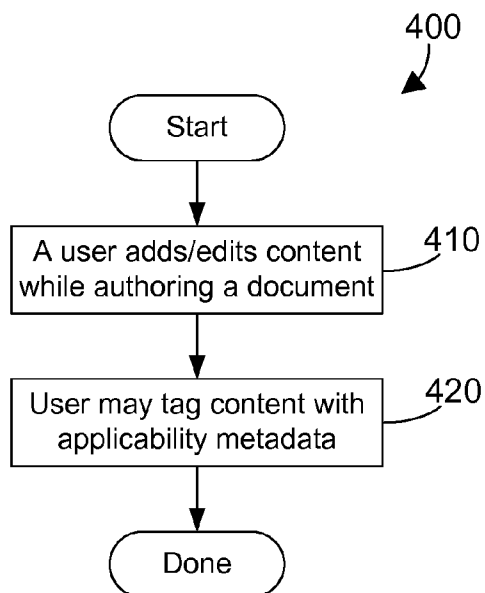 400
Start
A user adds/edits content
while authoring a document
410
User may tag content with
applicability metadata
420
Done